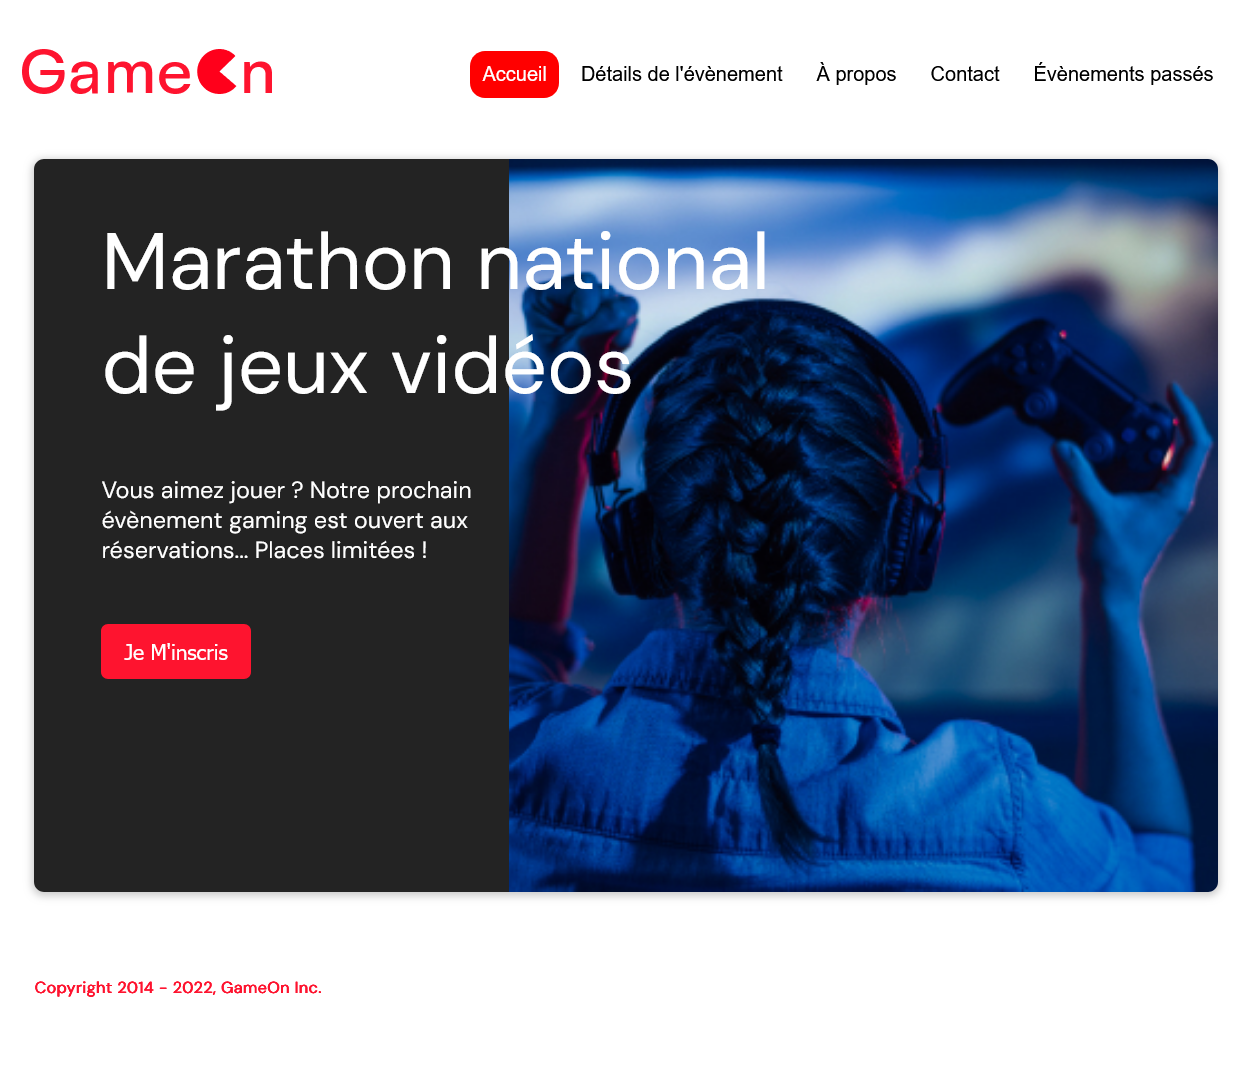 GameOn
Accueil Détails de l'évènement À propos Contact Évènements passés
Marathon national
de jeux vidéos
Vous aimez jouer ? Notre prochain
évènement gaming est ouvert aux
réservations... Places limitées !
Je M'inscris
Copyright 2014 - 2022, GameOn Inc.